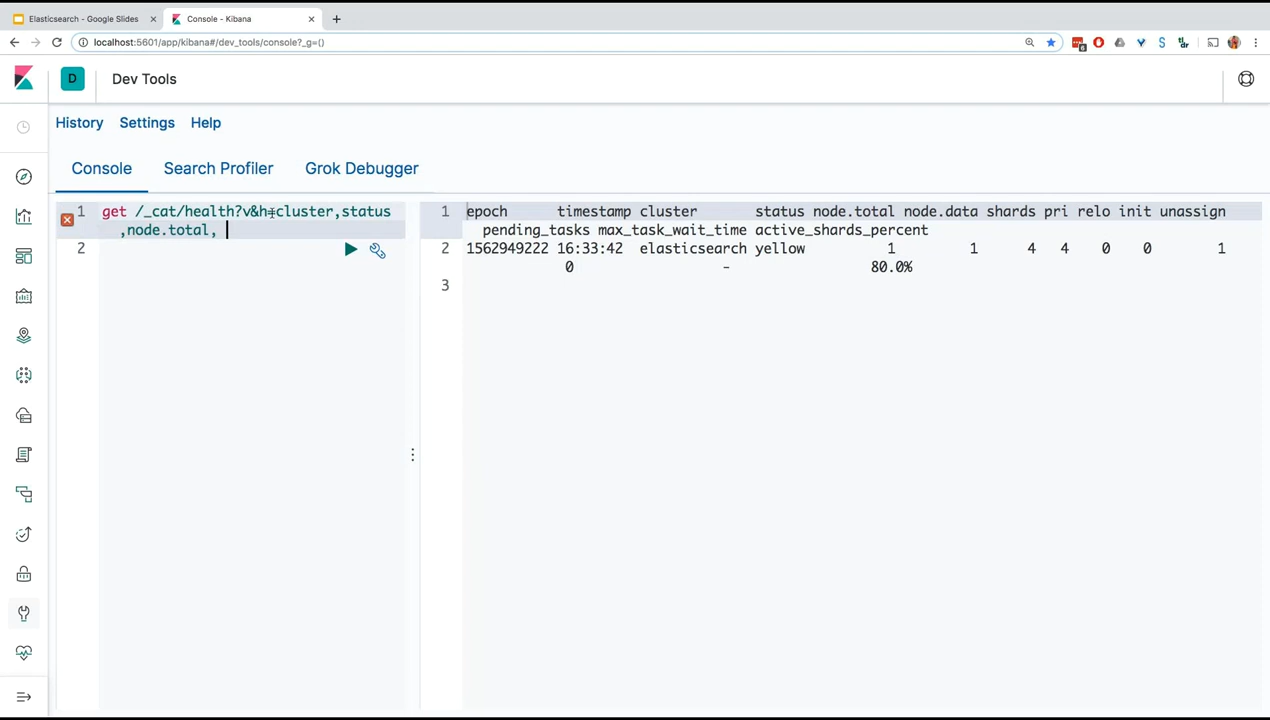 Elasticsearch - Google Slides
Console - Kibana
localhost:5601/app/kibana#/dev_tools/console?_g=()
6
tl;dr
D
Dev Tools
History Settings Help
Console Search Profiler Grok Debugger
1 get /_cat/health?v&h=cluster,status
,node.total,
2
1 epoch timestamp cluster status node.total node.data shards pri relo init unassign
pending_tasks max_task_wait_time active_shards_percent
2 1562949222 16:33:42 elasticsearch yellow 1 1 4 4 0 0 1
0 - 80.0%
3